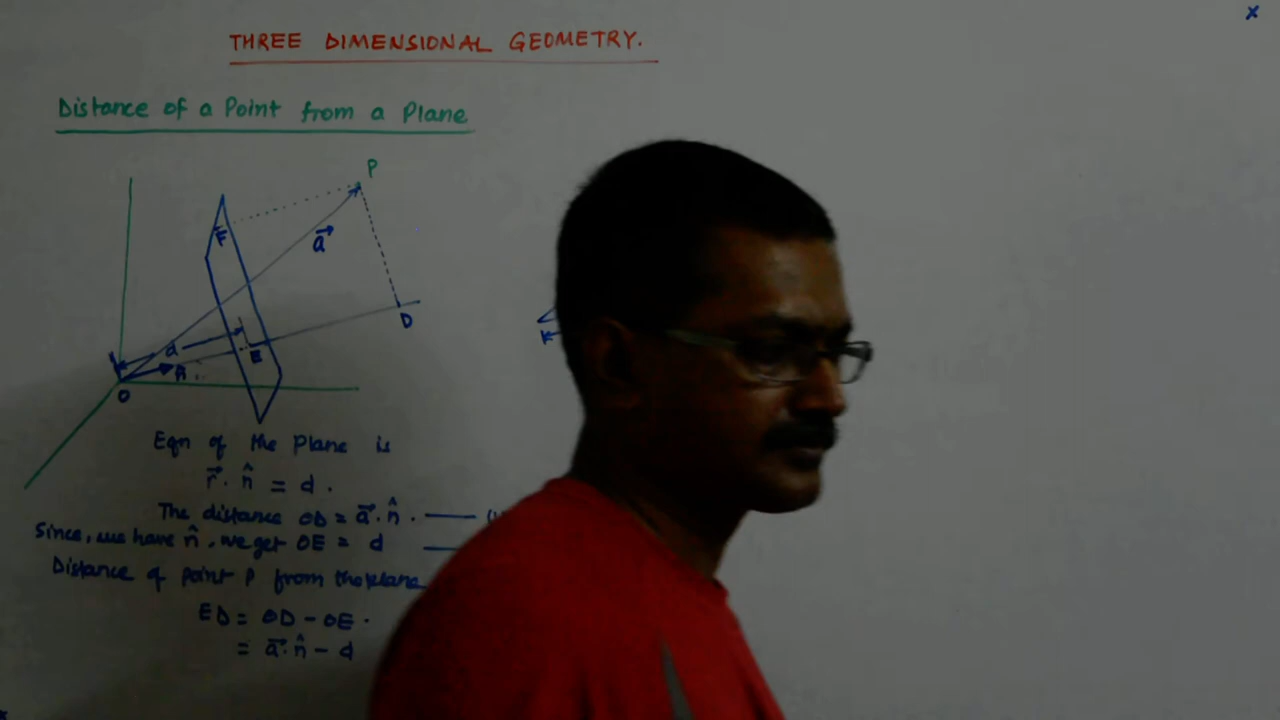 x
THREE DIMENSIONAL GEOMETRY.
Distance of a Point from a Plane
P
F
a⃗
D
d
E
n̂
O
Eqn of the Plane is
r⃗ . n̂ = d .
The distance OD = a⃗ . n̂ . —— (1
Since, we have n̂ , we get OE = d ——
Distance of point P from the plane
ED = OD - OE .
= a⃗ . n̂ - d